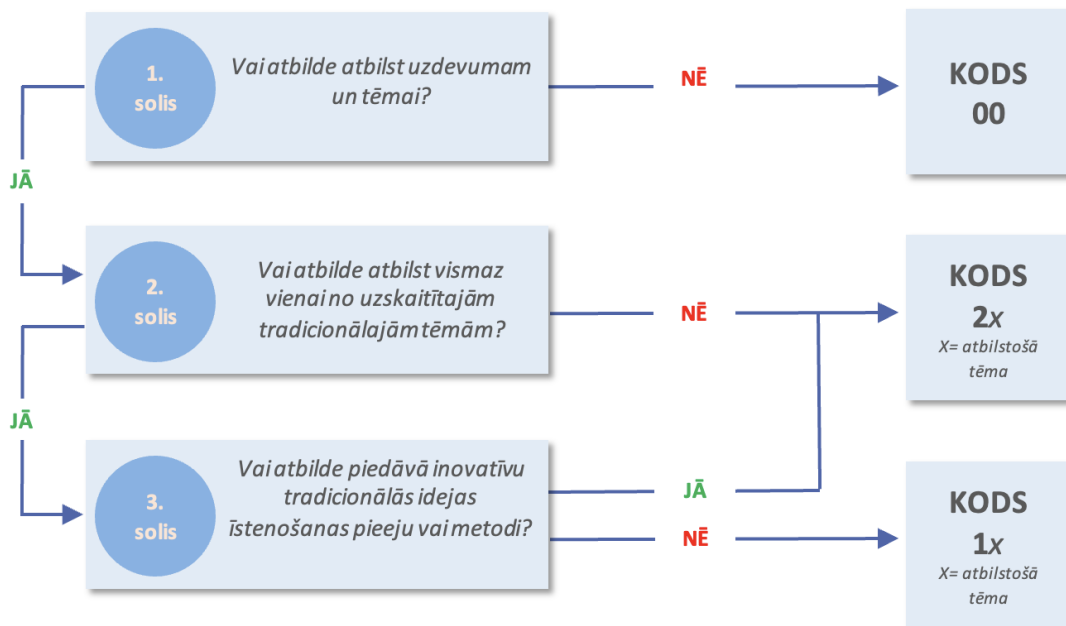 1.
solis
Vai atbilde atbilst uzdevumam
un tēmai?
NĒ
KODS
00
JĀ
2.
solis
Vai atbilde atbilst vismaz
vienai no uzskaitītajām
tradicionālajām tēmām?
NĒ
KODS
2x
X= atbilstošā
tēma
JĀ
3.
solis
Vai atbilde piedāvā inovatīvu
tradicionālās idejas
īstenošanas pieeju vai metodi?
JĀ
NĒ
KODS
1x
X= atbilstošā
tēma